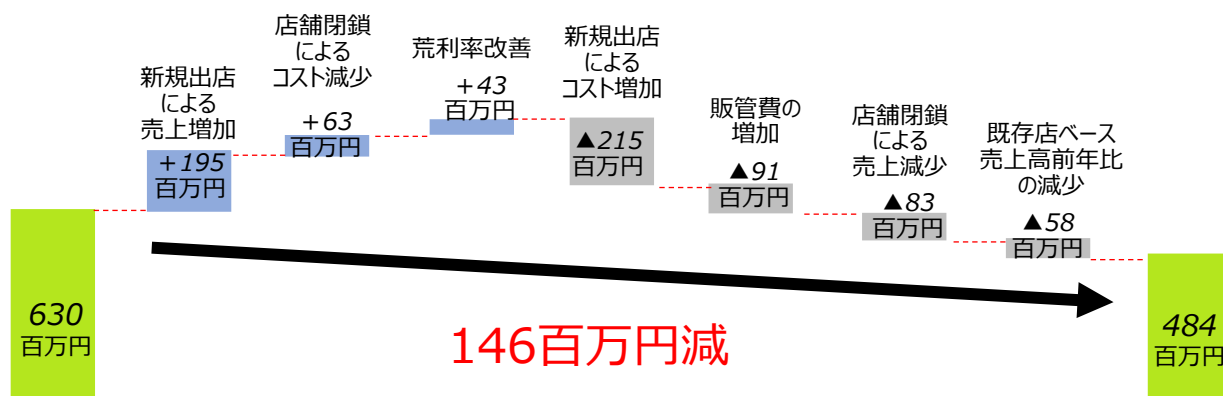 新規出店
による
売上増加
+195
百万円
店舗閉鎖
による
コスト減少
+63
百万円
荒利率改善
+43
百万円
新規出店
による
コスト増加
▲215
百万円
販管費の
増加
▲91
百万円
店舗閉鎖
による
売上減少
▲83
百万円
既存店ベース
売上高前年比
の減少
▲58
百万円
630
百万円
146百万円減
484
百万円